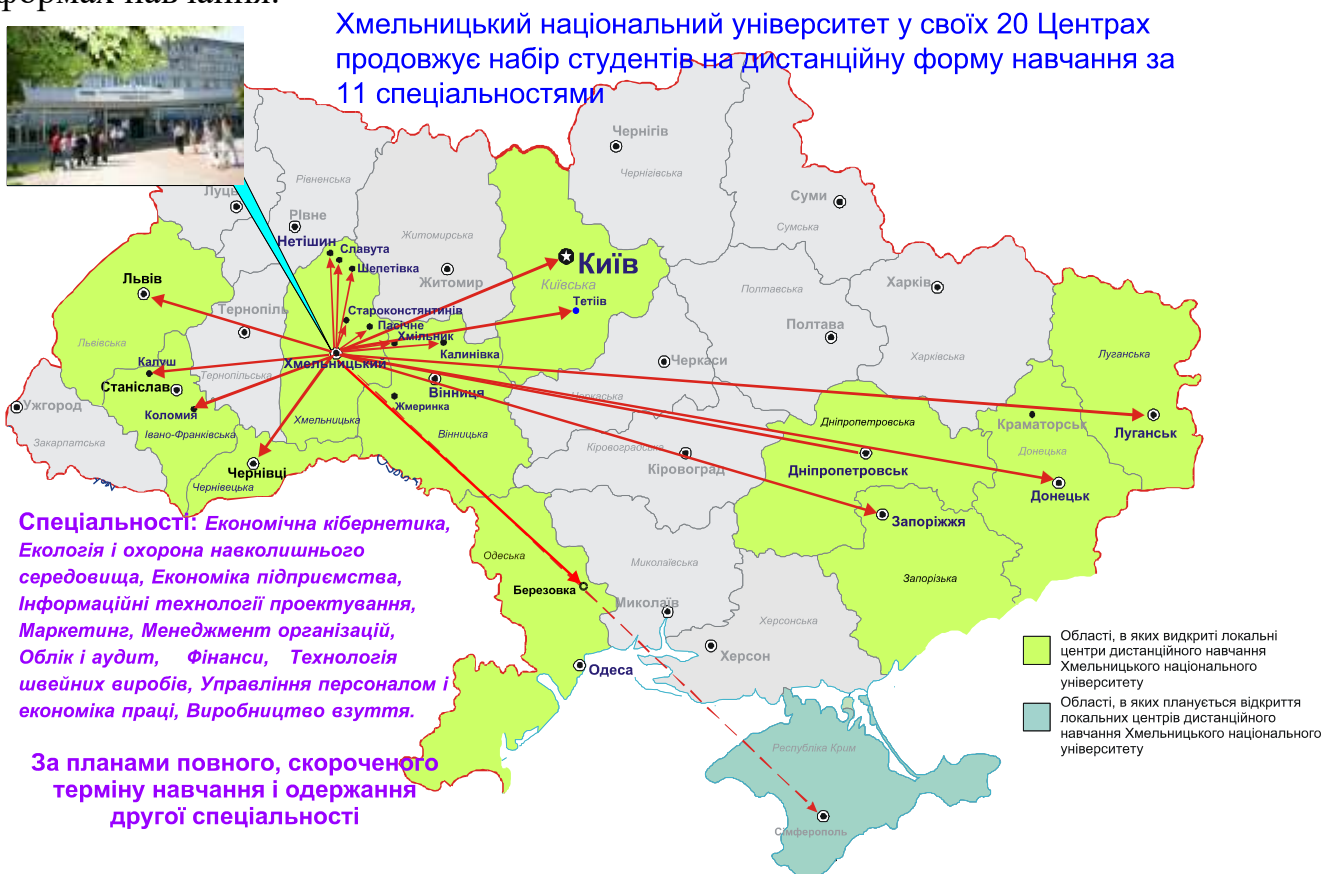 формах навчання.
Хмельницький національний університет у своїх 20 Центрах
продовжує набір студентів на дистанційну форму навчання за
11 спеціальностями
Чернігів
Чернігівська
Рівненська
Луцьк
Суми
Сумська
Рівне
Нетішин
Славута
Шепетівка
Житомирська
Житомир
Київ
Київська
Тетіів
Харків
Полтавська
Львів
Тернопіль
Старокonстянтинів
Пасічне
Хмільник
Калинівка
Полтава
Львівська
Хмельницький
Черкаси
Харківська
Луганська
Калуш
Станіслав
Тернопільська
Вінниця
Черкаська
Ужгород
Коломия
Жмеринка
Хмельницька
Вінницька
Дніпропетровська
Краматорськ
Луганськ
Закарпатська
Івано-Франківська
Кіровоградська
Кіровоград
Донецька
Чернівці
Чернівецька
Дніпропетровськ
Донецьк
Запоріжжя
Спеціальності: Економічна кібернетика,
Екологія і охорона навколишнього
середовища, Економіка підприємства,
Інформаційні технології проектування,
Маркетинг, Менеджмент організацій,
Облік і аудит, Фінанси, Технологія
швейних виробів, Управління персоналом і
економіка праці, Виробництво взуття.
Одеська
Миколаївська
Запорізька
Березовка
Миколаїв
Херсонська
Херсон
Одеса
Області, в яких видкриті локальні
центри дистанційного навчання
Хмельницького національного
університету
Області, в яких планується відкриття
локальних центрів дистанційного
навчання Хмельницького національного
університету
За планами повного, скороченого
терміну навчання і одержання
другої спеціальності
Республіка Крим
Сімферополь